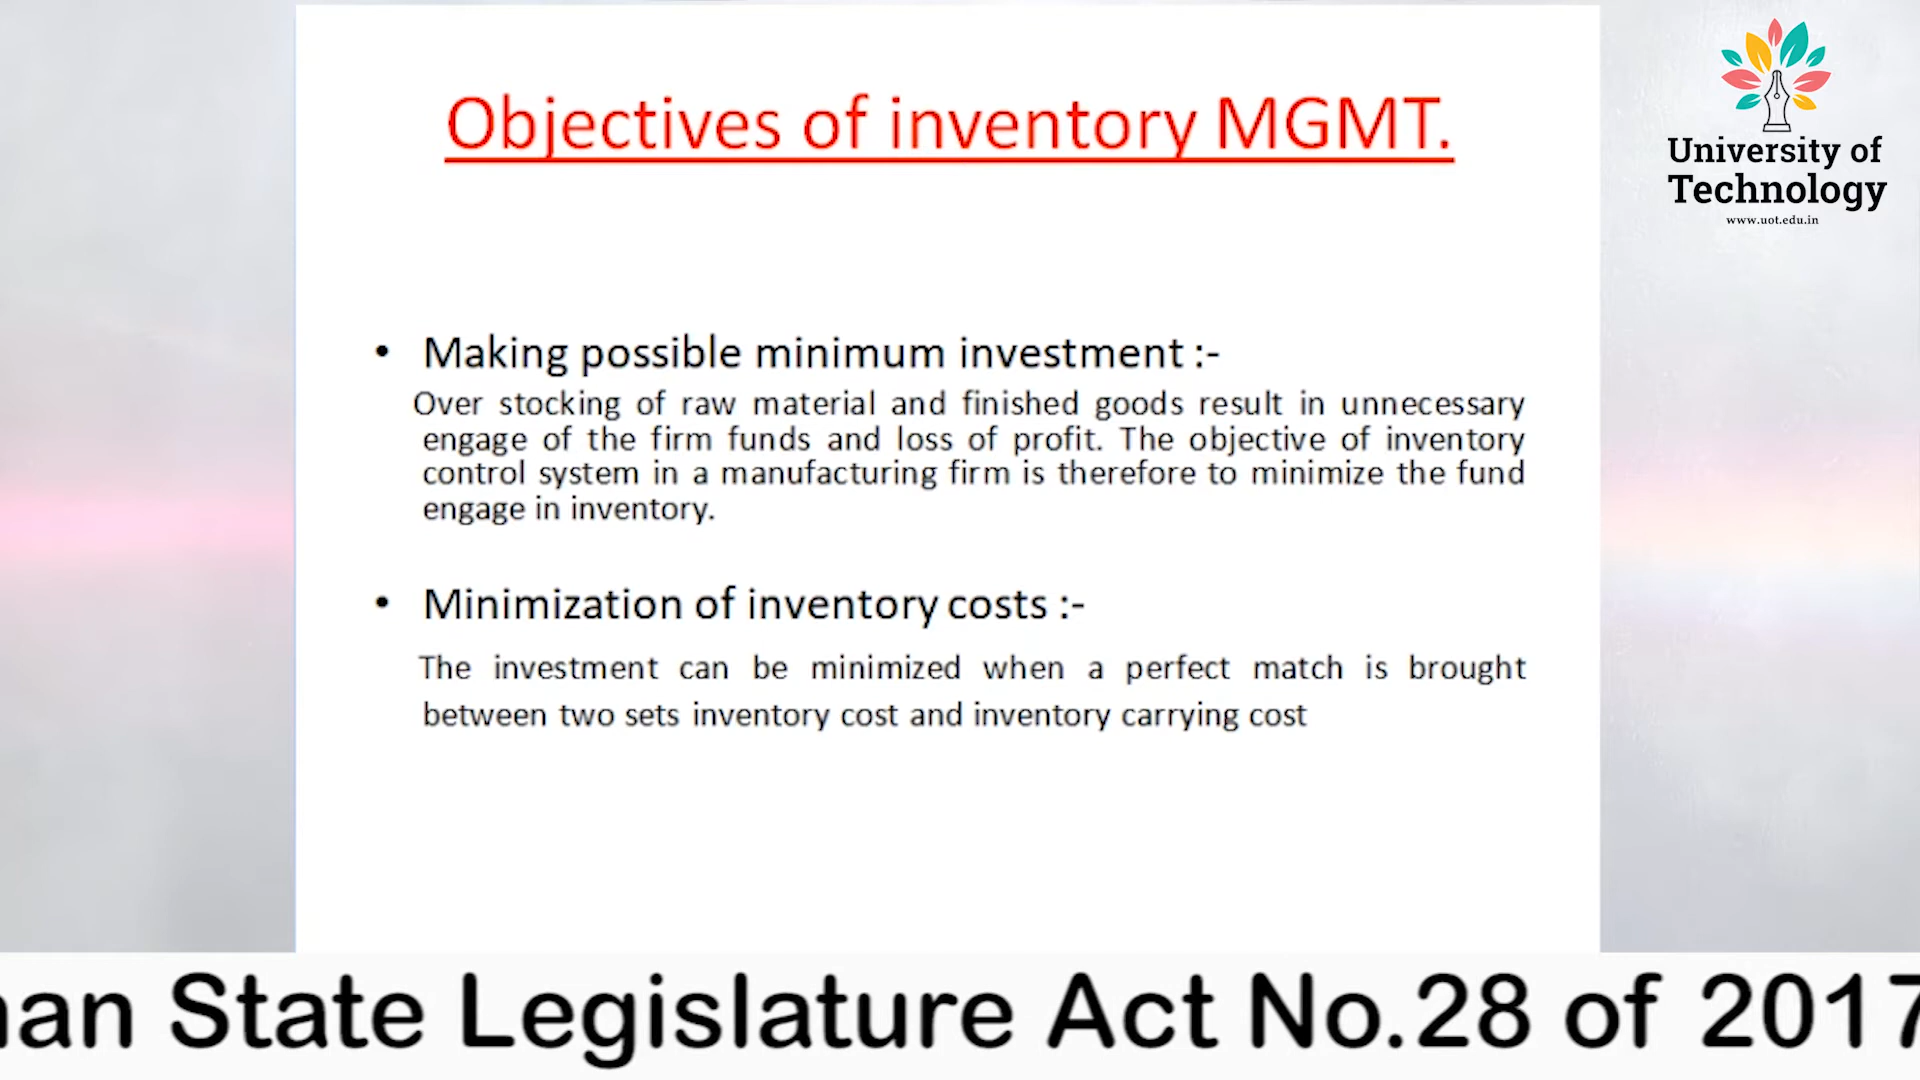 Objectives of inventory MGMT.
University of
Technology
www.uot.edu.in
• Making possible minimum investment :-
Over stocking of raw material and finished goods result in unnecessary
engage of the firm funds and loss of profit. The objective of inventory
control system in a manufacturing firm is therefore to minimize the fund
engage in inventory.
• Minimization of inventory costs :-
The investment can be minimized when a perfect match is brought
between two sets inventory cost and inventory carrying cost
State Legislature Act No.28 of 2017